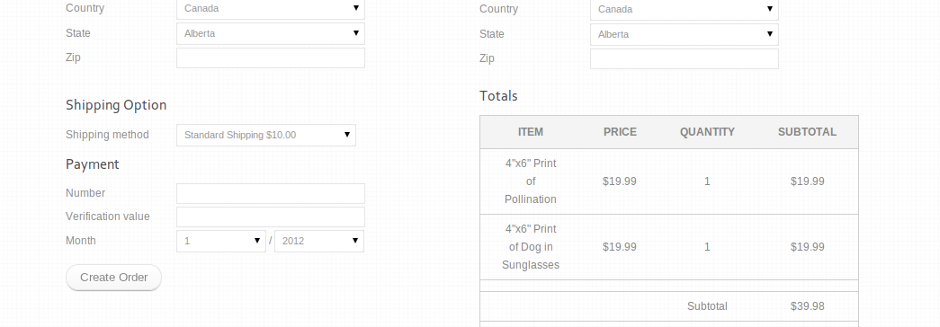 Country Canada
State Alberta
Zip
Shipping Option
Shipping method Standard Shipping $10.00
Payment
Number
Verification value
Month 1 / 2012
Create Order
Country Canada
State Alberta
Zip
Totals
ITEM PRICE QUANTITY SUBTOTAL
4"x6" Print
of $19.99 1 $19.99
Pollination
4"x6" Print
of Dog in $19.99 1 $19.99
Sunglasses
Subtotal $39.98